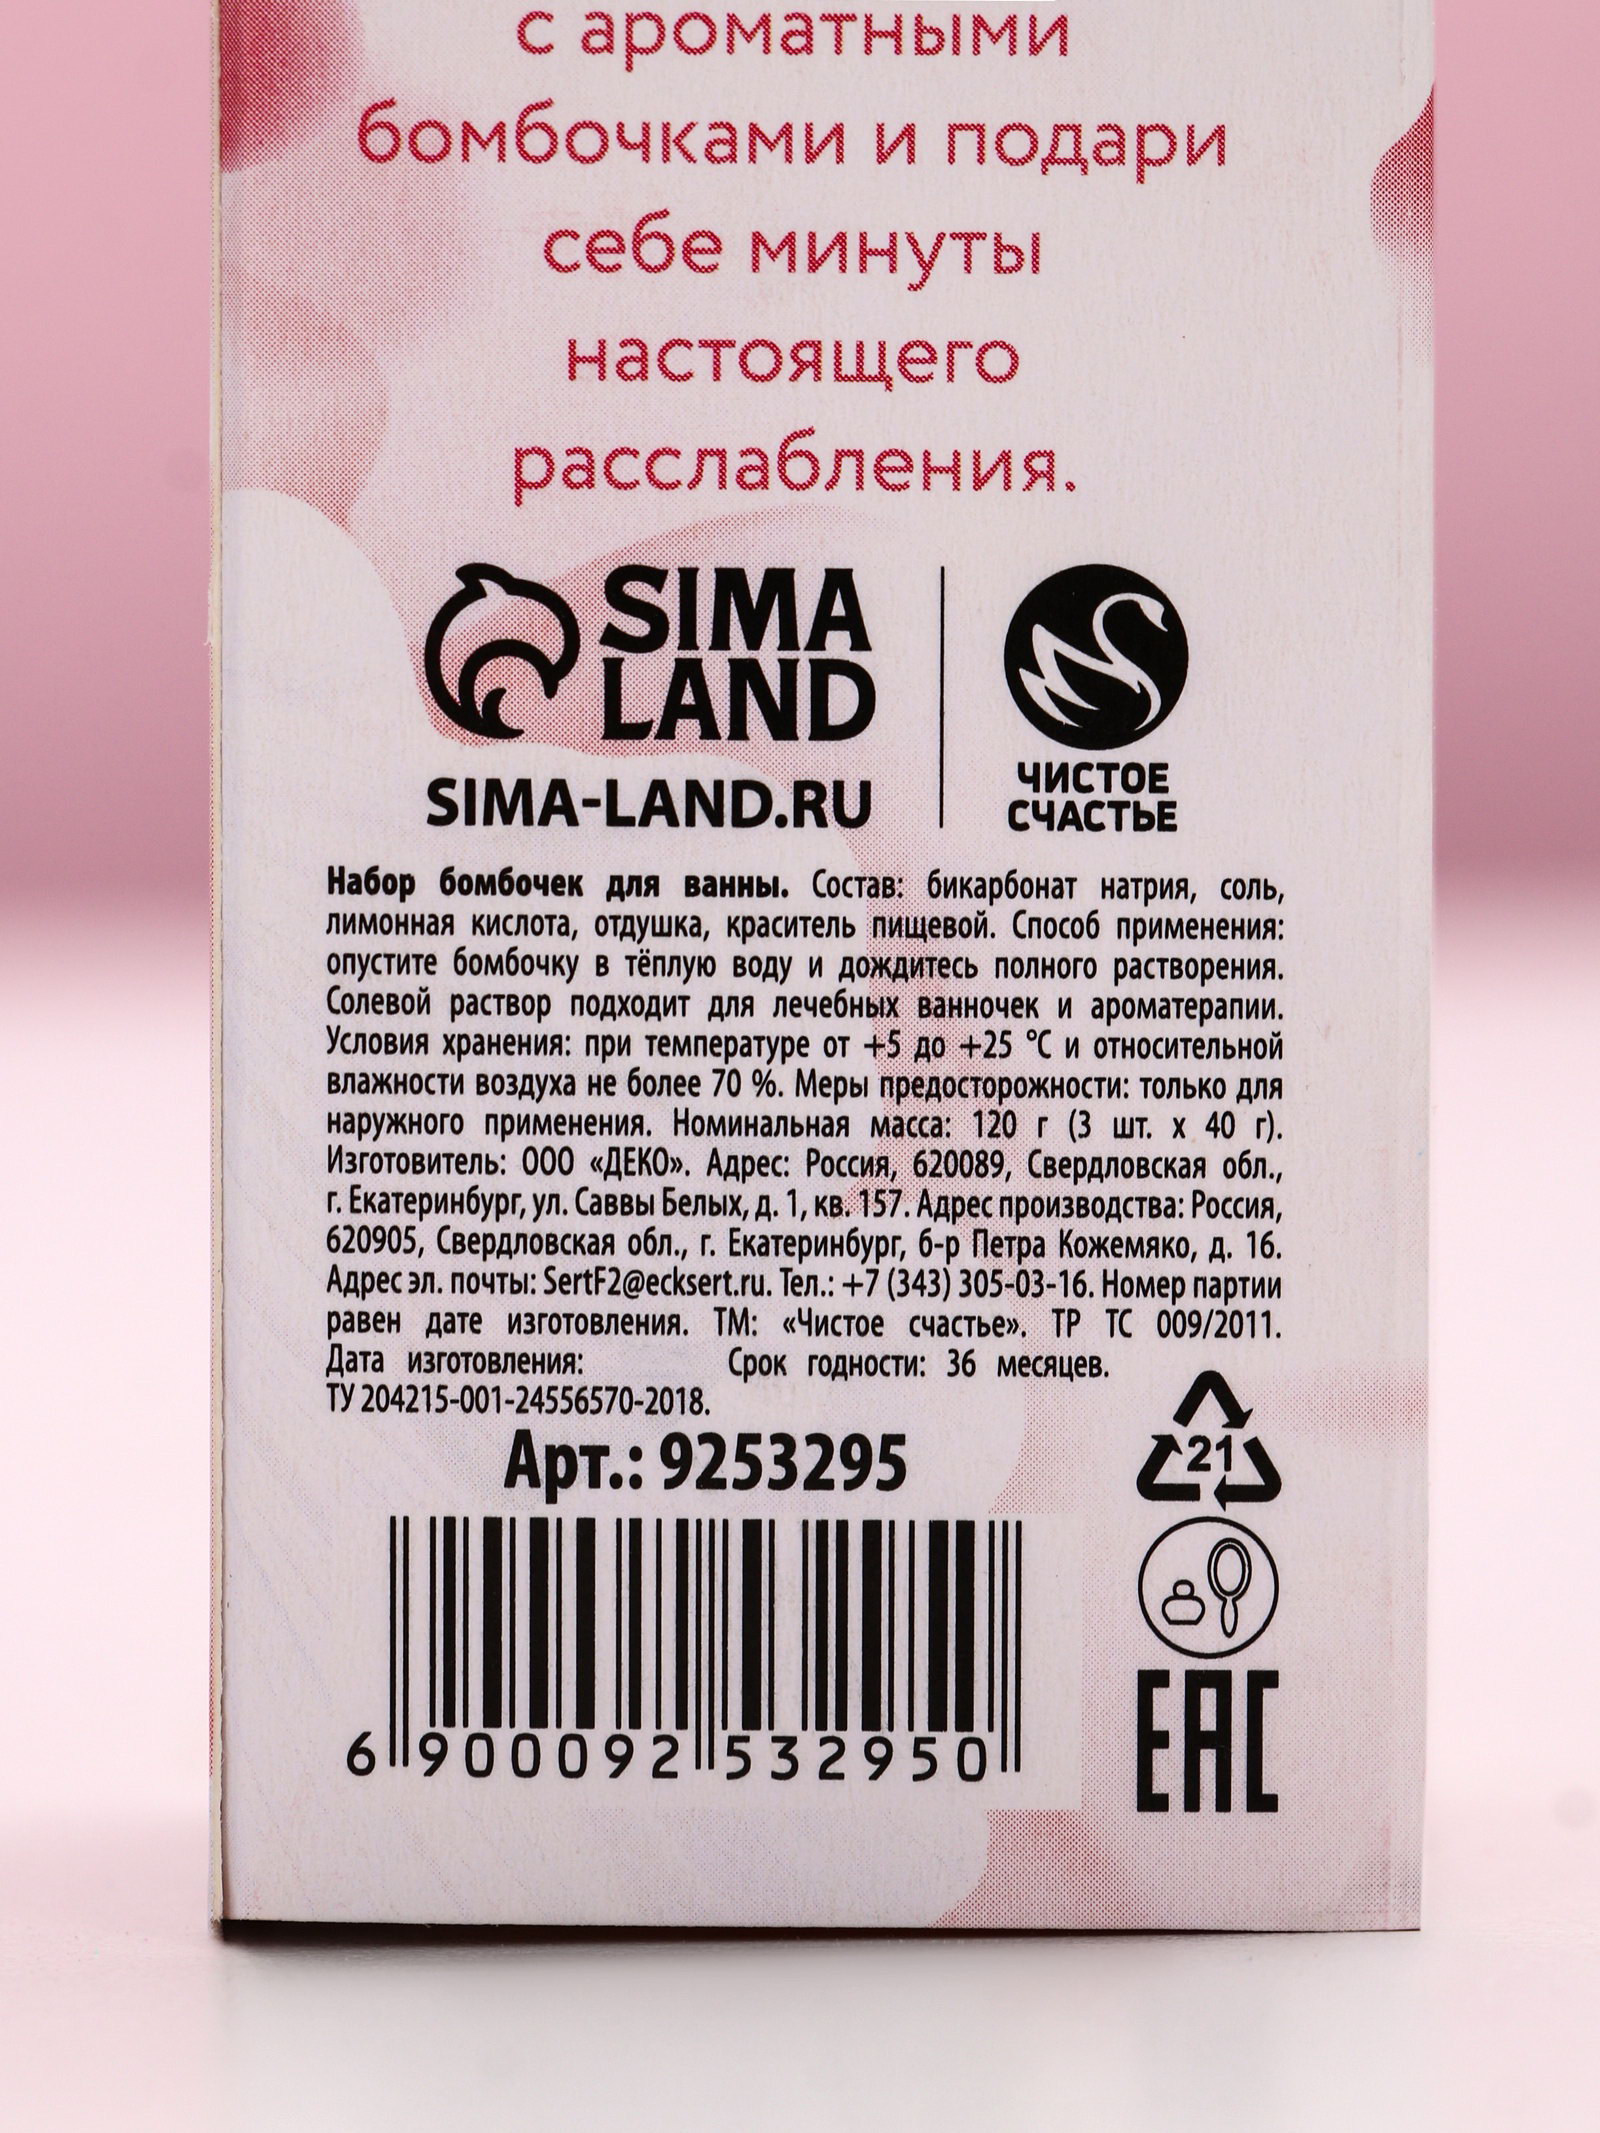 с ароматными
бомбочками и подари
себе минуты
настоящего
расслабления.
SIMA
LAND
SIMA-LAND.RU
ЧИСТОЕ
СЧАСТЬЕ
Набор бомбочек для ванны. Состав: бикарбонат натрия, соль,
лимонная кислота, отдушка, краситель пищевой. Способ применения:
опустите бомбочку в тёплую воду и дождитесь полного растворения.
Солевой раствор подходит для лечебных ванночек и ароматерапии.
Условия хранения: при температуре от +5 до +25 °C и относительной
влажности воздуха не более 70 %. Меры предосторожности: только для
наружного применения. Номинальная масса: 120 г (3 шт. х 40 г).
Изготовитель: ООО «ДЕКО». Адрес: Россия, 620089, Свердловская обл.,
г. Екатеринбург, ул. Саввы Белых, д. 1, кв. 157. Адрес производства: Россия,
620905, Свердловская обл., г. Екатеринбург, б-р Петра Кожемяко, д. 16.
Адрес эл. почты: SertF2@ecksert.ru. Тел.: +7 (343) 305-03-16. Номер партии
равен дате изготовления. ТМ: «Чистое счастье». ТР ТС 009/2011.
Дата изготовления: Срок годности: 36 месяцев.
ТУ 204215-001-24556570-2018.
Арт.: 9253295
21
6 900092 532950
EAC